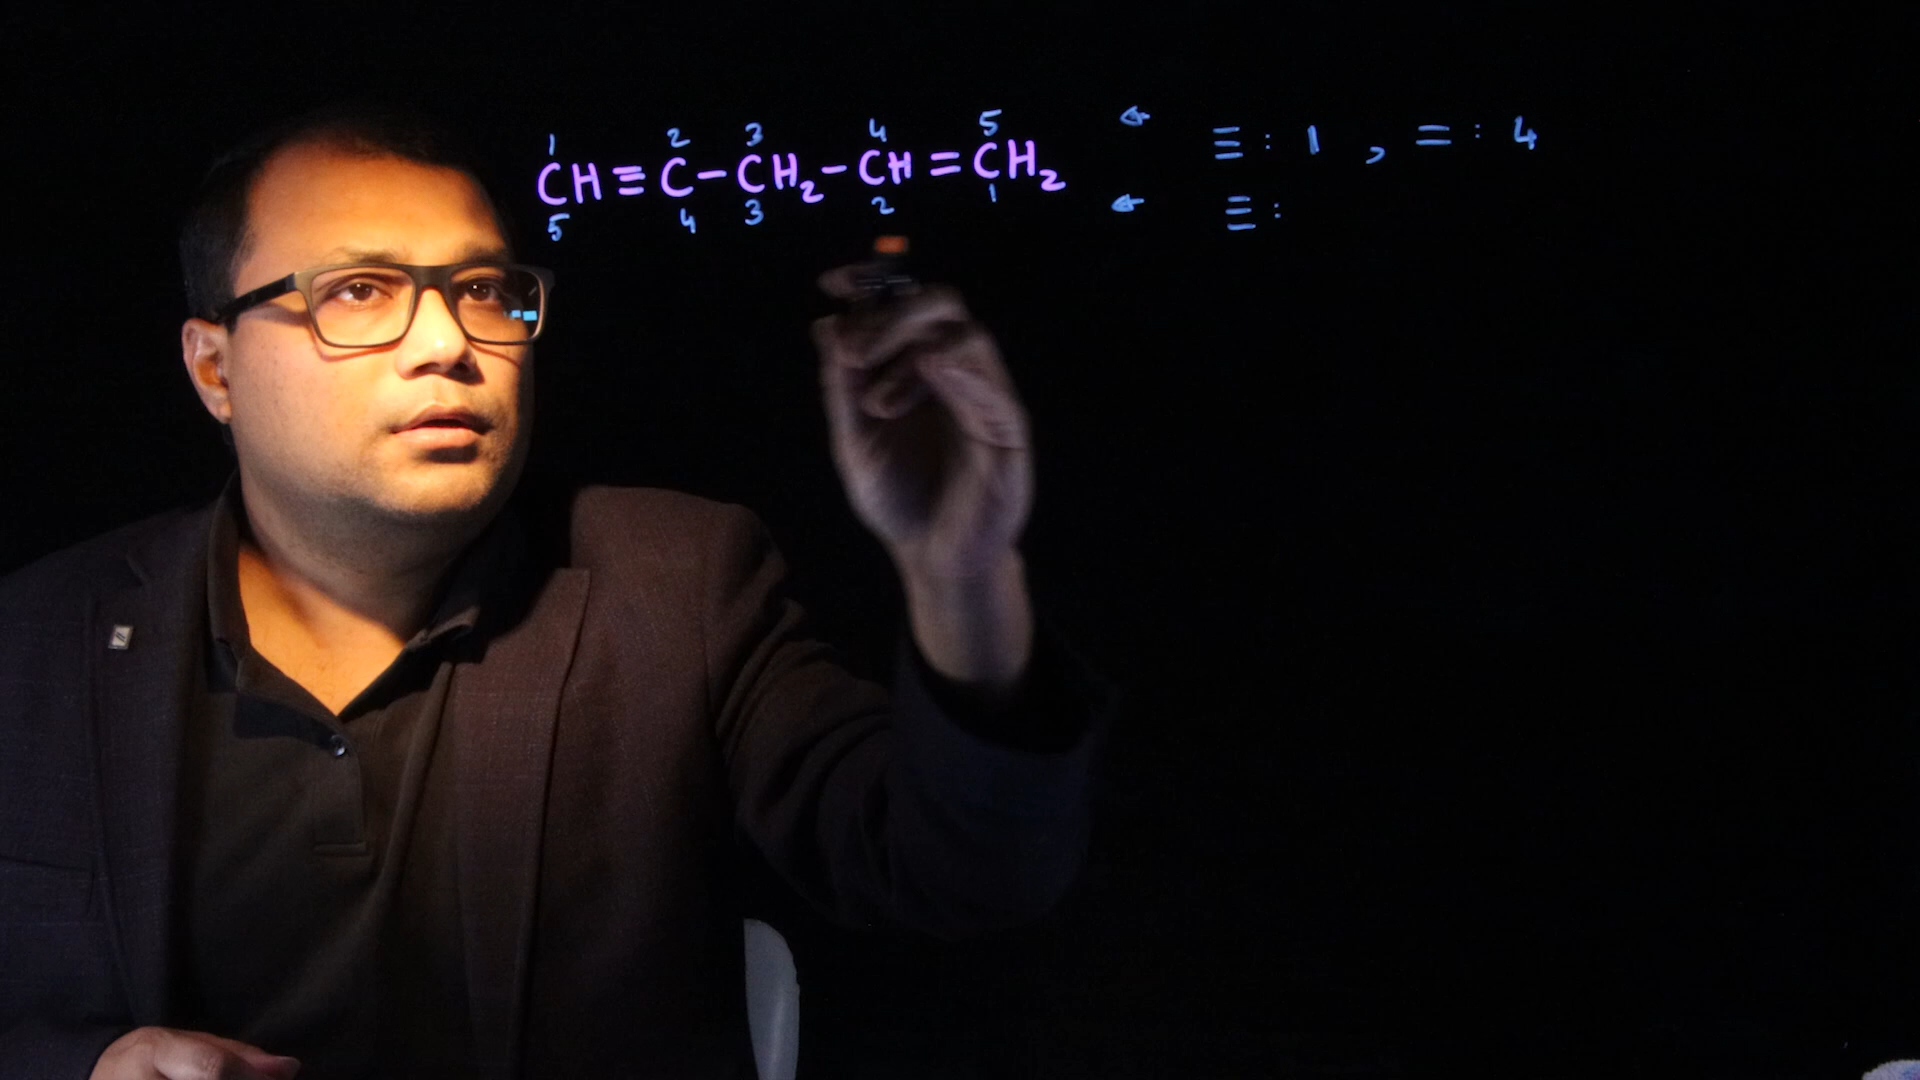 1 2 3 4 5
CH≡C-CH₂-CH=CH₂
5 4 3 2 1
← ≡ : 1 , = : 4
← ≡ :